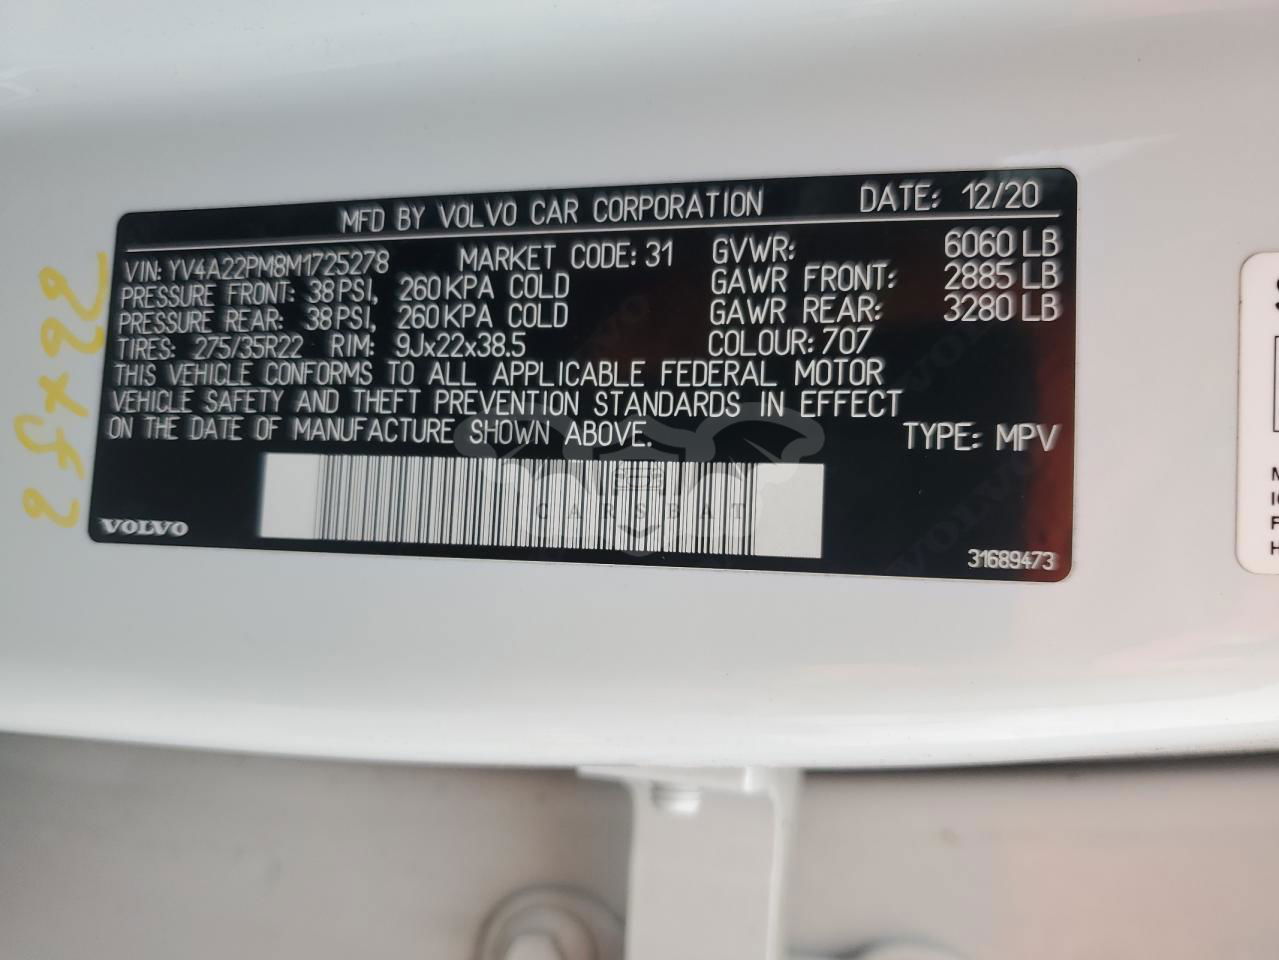 MFD BY VOLVO CAR CORPORATION DATE: 12/20
VIN: YV4A22PM8M1725278 MARKET CODE: 31 GVWR: 6060 LB
PRESSURE FRONT: 38 PSI, 260 KPA COLD GAWR FRONT: 2885 LB
PRESSURE REAR: 38 PSI, 260 KPA COLD GAWR REAR: 3280 LB
TIRES: 275/35R22 RIM: 9Jx22x38.5 COLOUR: 707
THIS VEHICLE CONFORMS TO ALL APPLICABLE FEDERAL MOTOR
VEHICLE SAFETY AND THEFT PREVENTION STANDARDS IN EFFECT
ON THE DATE OF MANUFACTURE SHOWN ABOVE. TYPE: MPV
CARSBAT
VOLVO
31689473